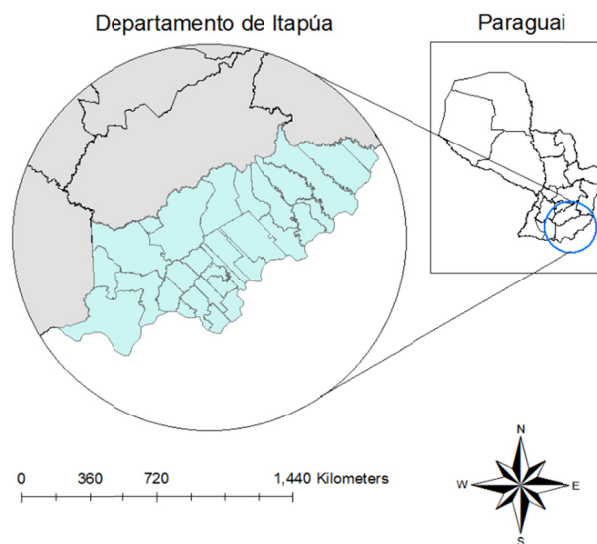 Departamento de Itapúa
Paraguai
0 360 720 1,440 Kilometers
N
W E
S